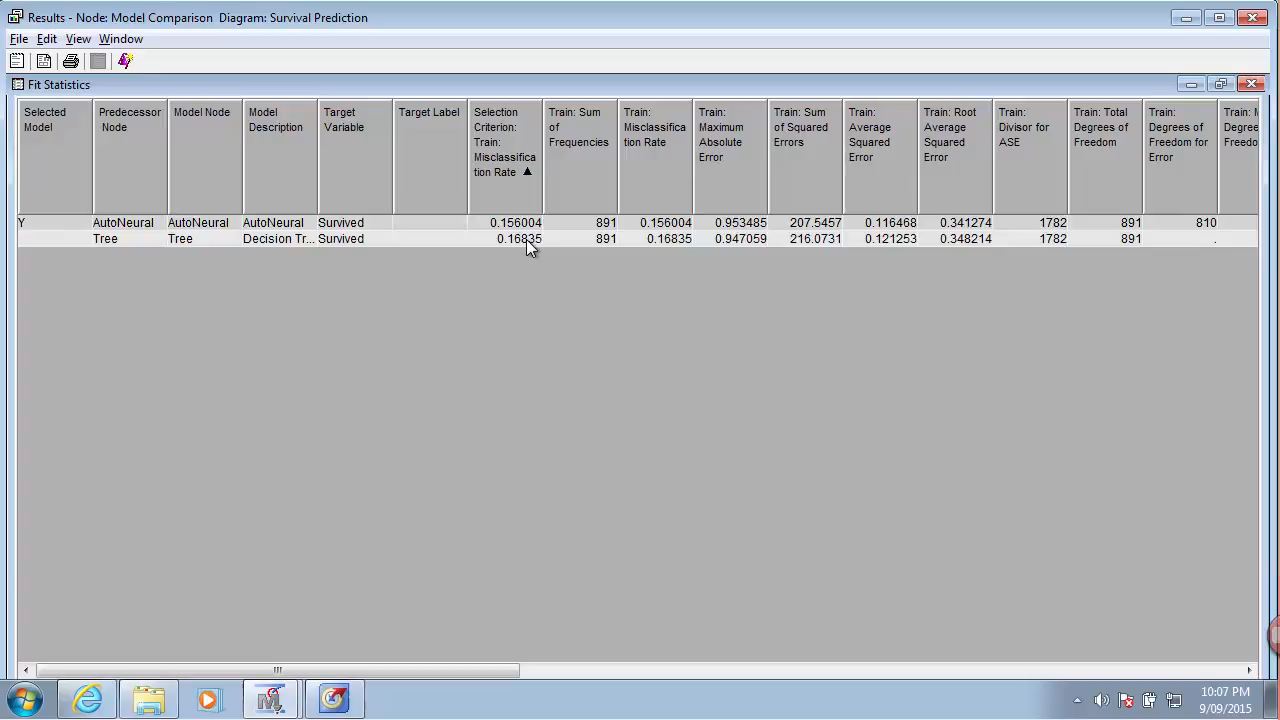 Results - Node: Model Comparison Diagram: Survival Prediction
File Edit View Window
Fit Statistics
Selected Model
Predecessor Node
Model Node
Model Description
Target Variable
Target Label
Selection Criterion: Train: Misclassifica tion Rate ▲
Train: Sum of Frequencies
Train: Misclassifica tion Rate
Train: Maximum Absolute Error
Train: Sum of Squared Errors
Train: Average Squared Error
Train: Root Average Squared Error
Train: Divisor for ASE
Train: Total Degrees of Freedom
Train: Degrees of Freedom for Error
Y AutoNeural AutoNeural AutoNeural Survived 0.156004 891 0.156004 0.953485 207.5457 0.116468 0.341274 1782 891 810
Tree Tree Decision Tr... Survived 0.16835 891 0.16835 0.947059 216.0731 0.121253 0.348214 1782 891 .
10:07 PM
9/09/2015